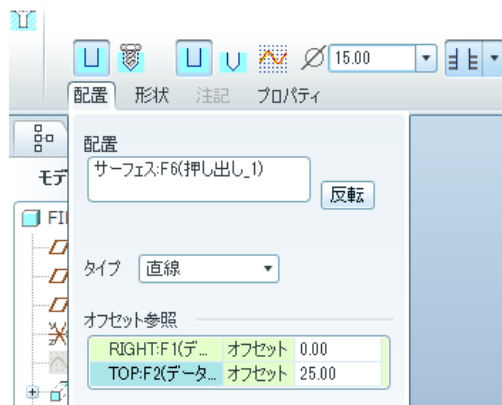 15.00
配置 形状 注記 プロパティ
配置
サーフェス:F6(押し出し_1)
反転
モデ
FI
タイプ 直線
オフセット参照
RIGHT:F1(デ... オフセット 0.00
TOP:F2(データ... オフセット 25.00